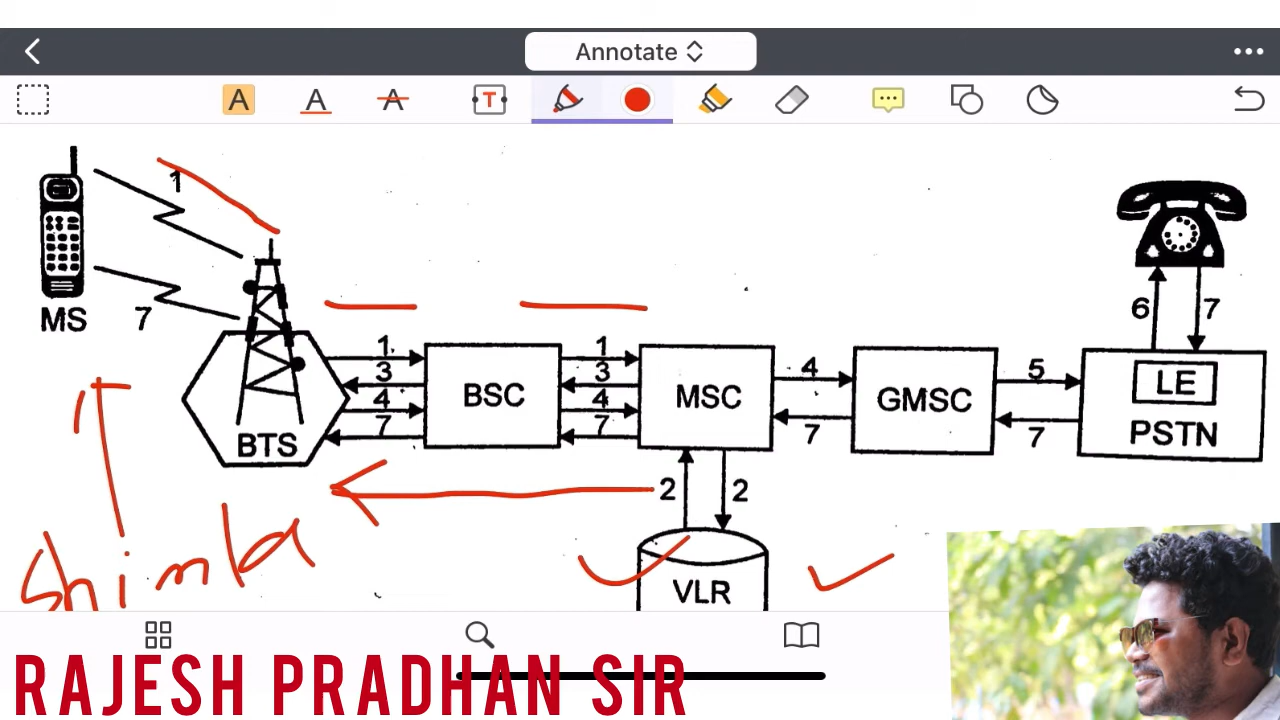 Annotate
A A A T
1
MS
7
6 7
1 1
3 3 4 5 LE
BSC MSC GMSC
4 4
7 7 7 7 PSTN
BTS
2 2
Shimla
VLR
RAJESH PRADHAN SIR